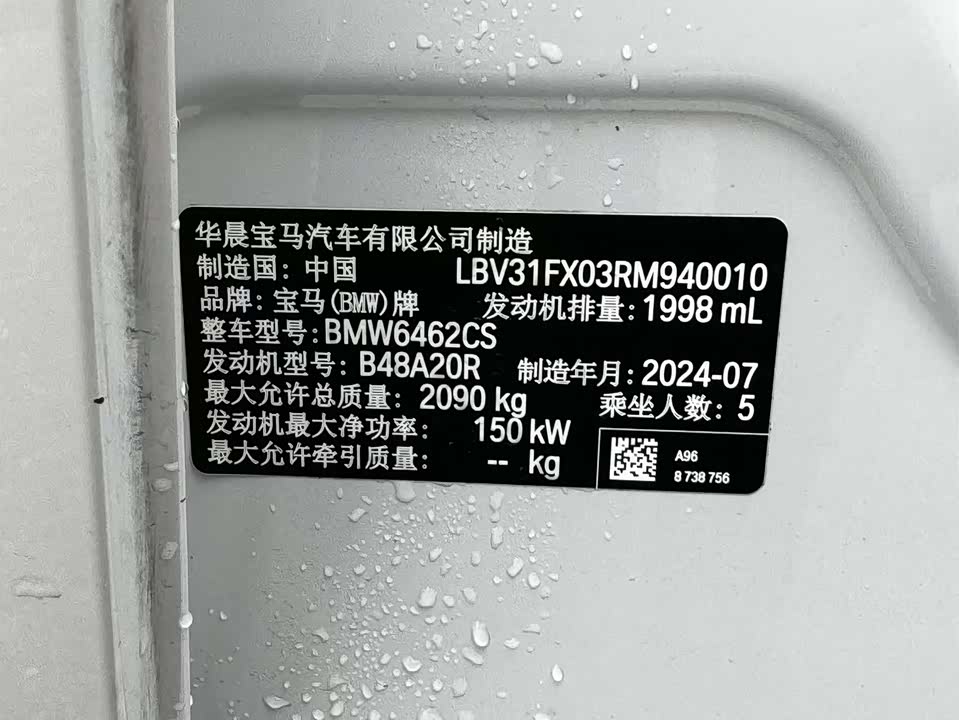 华晨宝马汽车有限公司制造
制造国：中国 LBV31FX03RM940010
品牌：宝马(BMW)牌 发动机排量：1998 mL
整车型号：BMW6462CS
发动机型号：B48A20R 制造年月：2024-07
最大允许总质量：2090 kg 乘坐人数：5
发动机最大净功率：150 kW
最大允许牵引质量：-- kg
A96
8 738 756